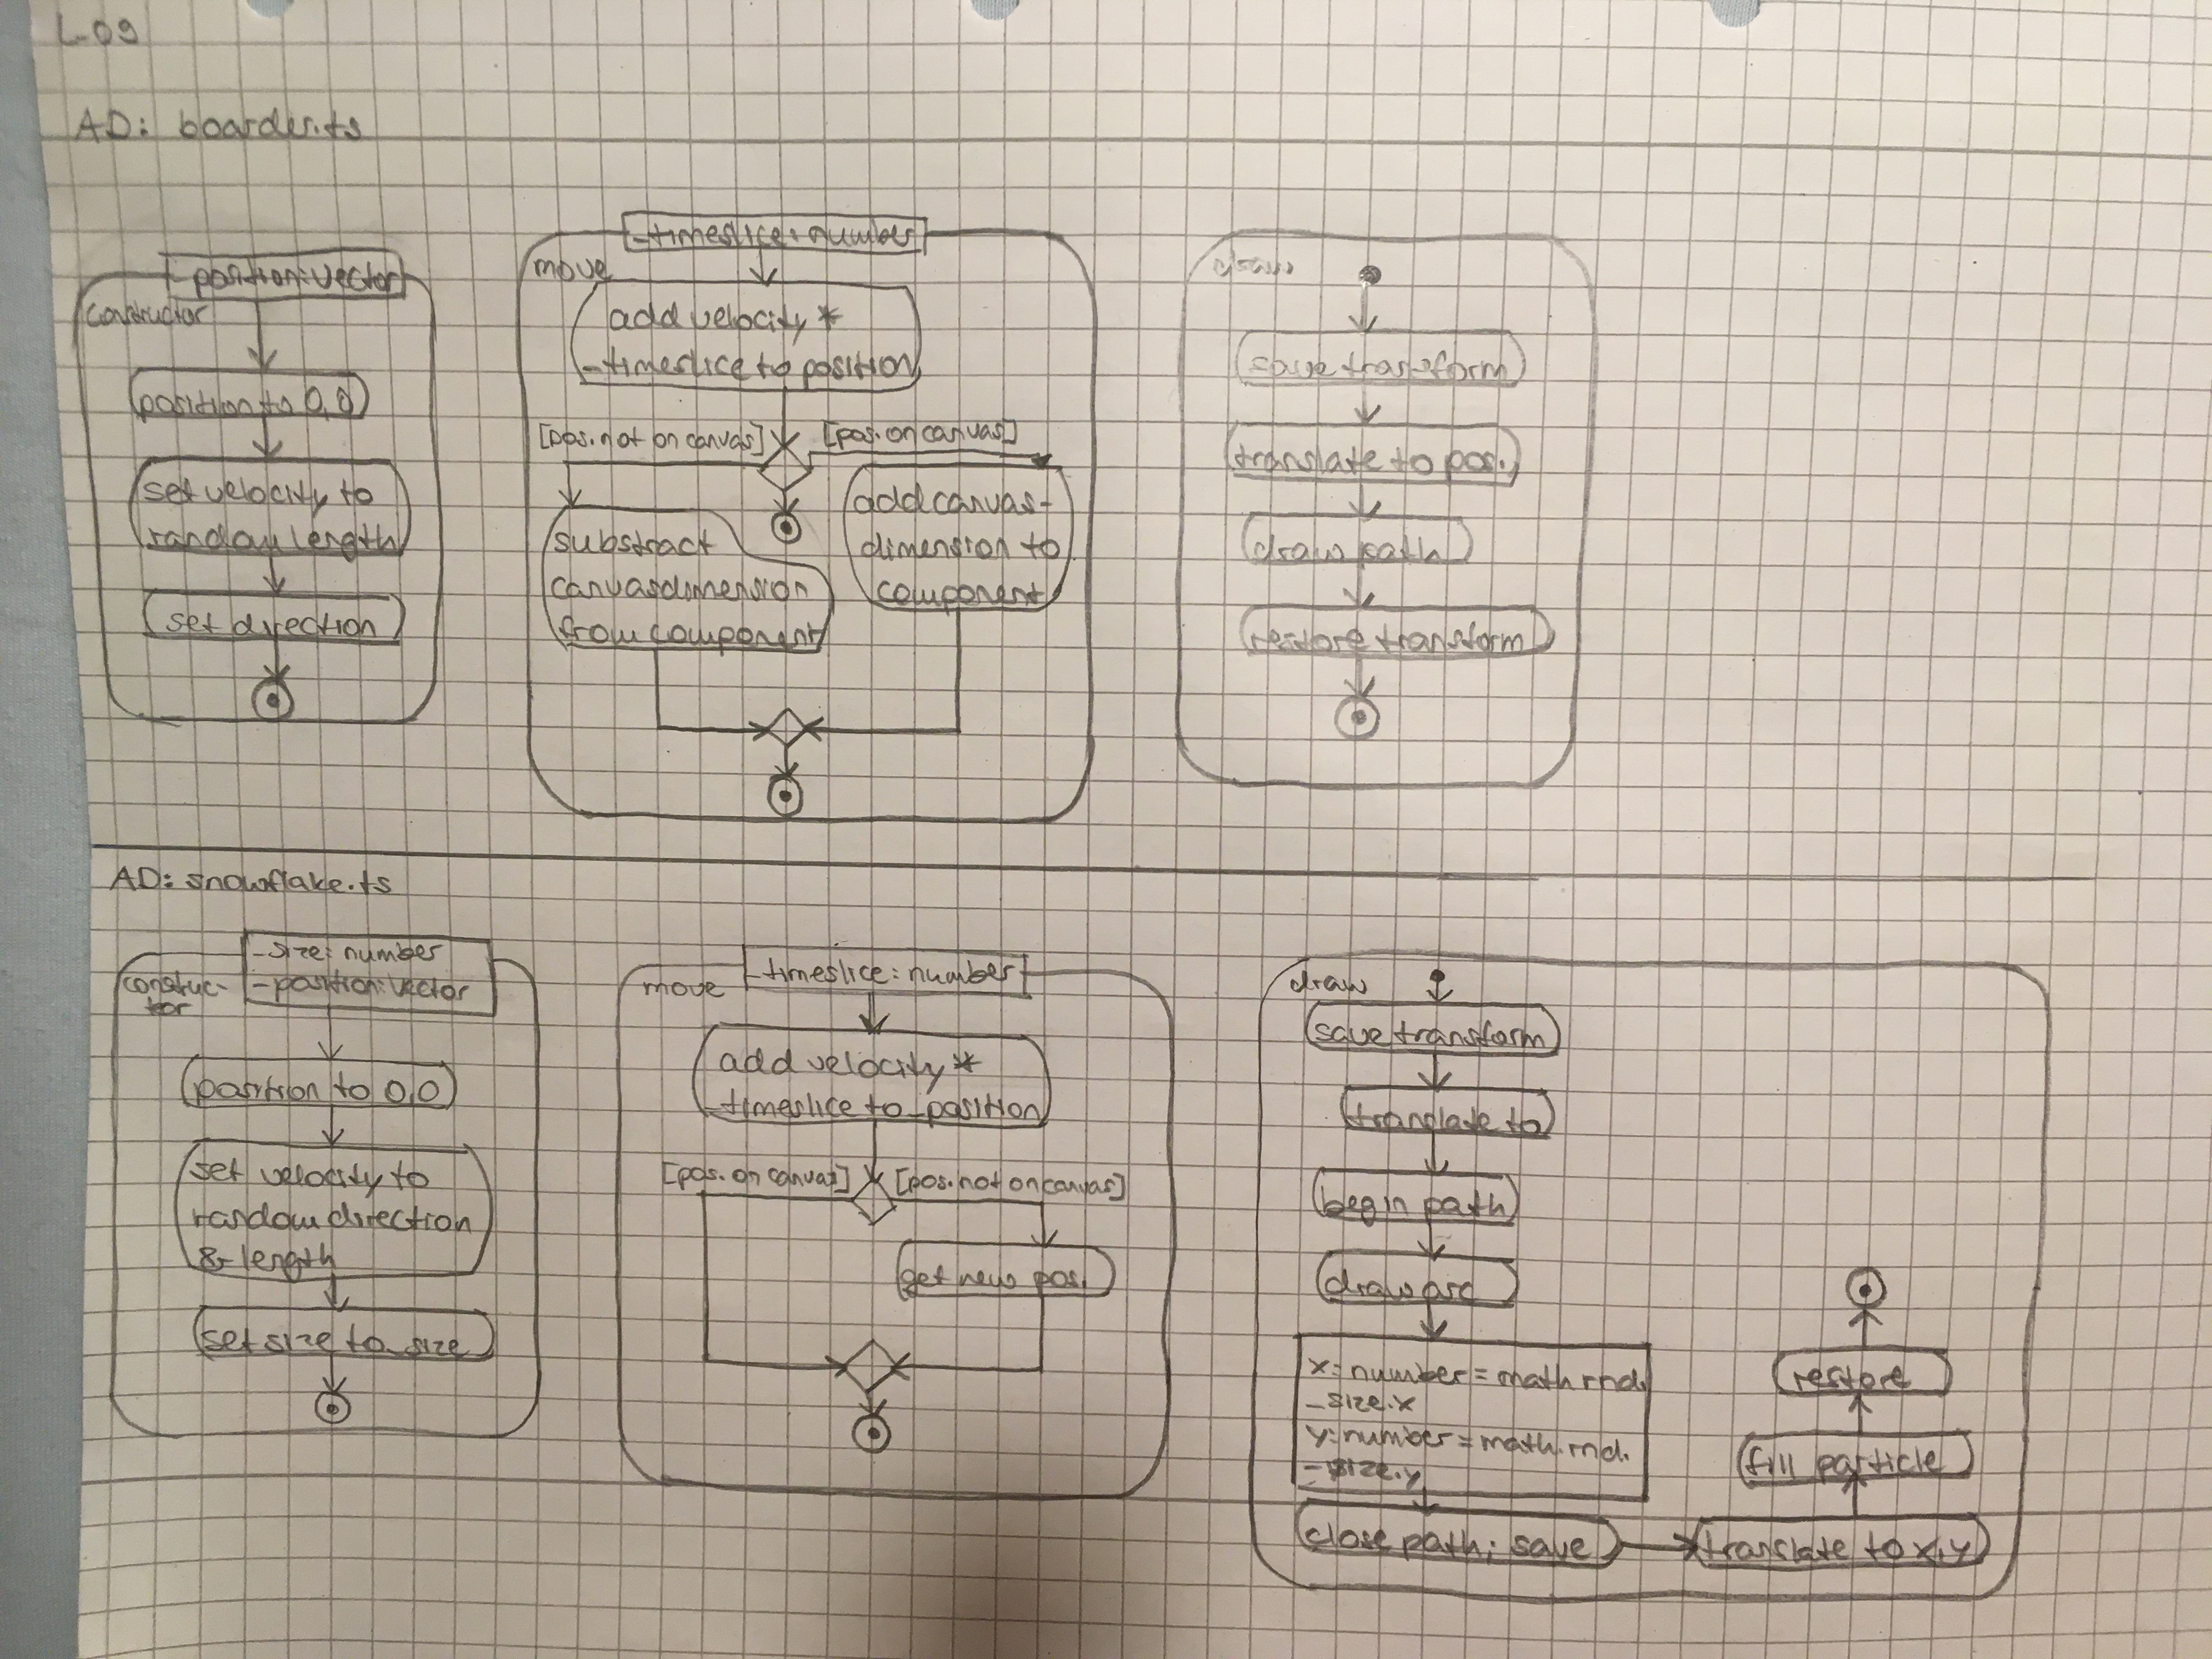 L09
AD: boarder.ts
_position:vector
constructor
position to 0,0
set velocity to
random length
set direction
_timeslice:number
move
add velocity *
_timeslice to position
[pos. not on canvas]
[pos. on canvas]
substract
canvasdimension
from component
add canvas-
dimension to
component
draw
save transform
translate to pos.
draw path
restore transform
AD: snowflake.ts
_size: number
_position:vector
construc-
tor
position to 0,0
set velocity to
random direction
& length
set size to _size
_timeslice: number
move
add velocity *
_timeslice to _position
[pos. on canvas]
[pos. not on canvas]
get new pos.
draw
save transform
translate to
begin path
draw arc
x: number = math rnd.
_size.x
y: number = math. rnd.
_size.y
close path; save
translate to x,y
fill particle
restore